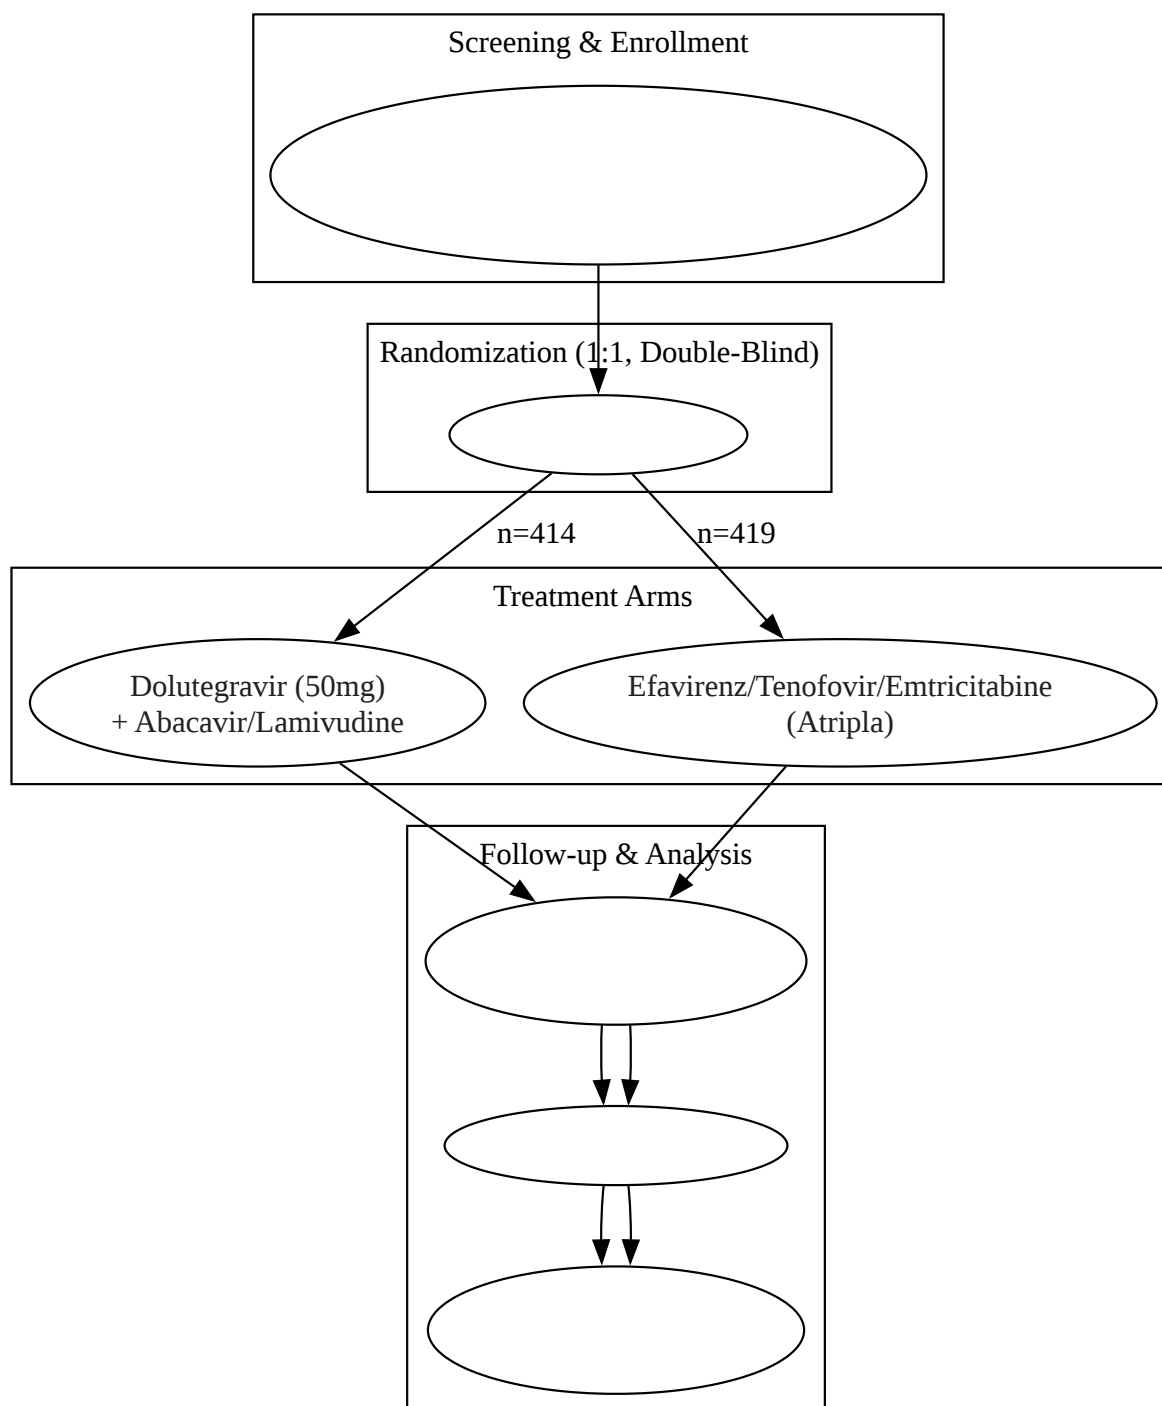 Screening & Enrollment
Randomization (1:1, Double-Blind)
n=414
n=419
Treatment Arms
Dolutegravir (50mg)
+ Abacavir/Lamivudine
Efavirenz/Tenofovir/Emtricitabine
(Atripla)
Follow-up & Analysis